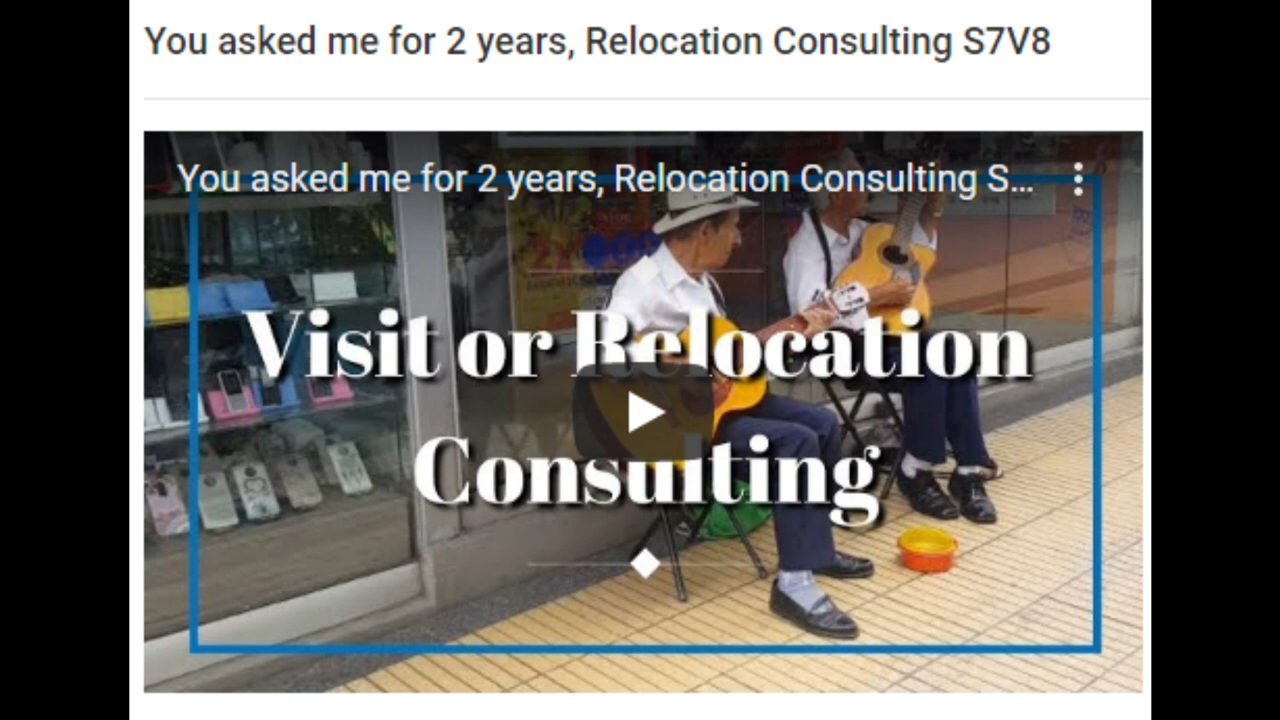 You asked me for 2 years, Relocation Consulting S7V8
You asked me for 2 years, Relocation Consulting S...
Visit or Relocation
Consulting